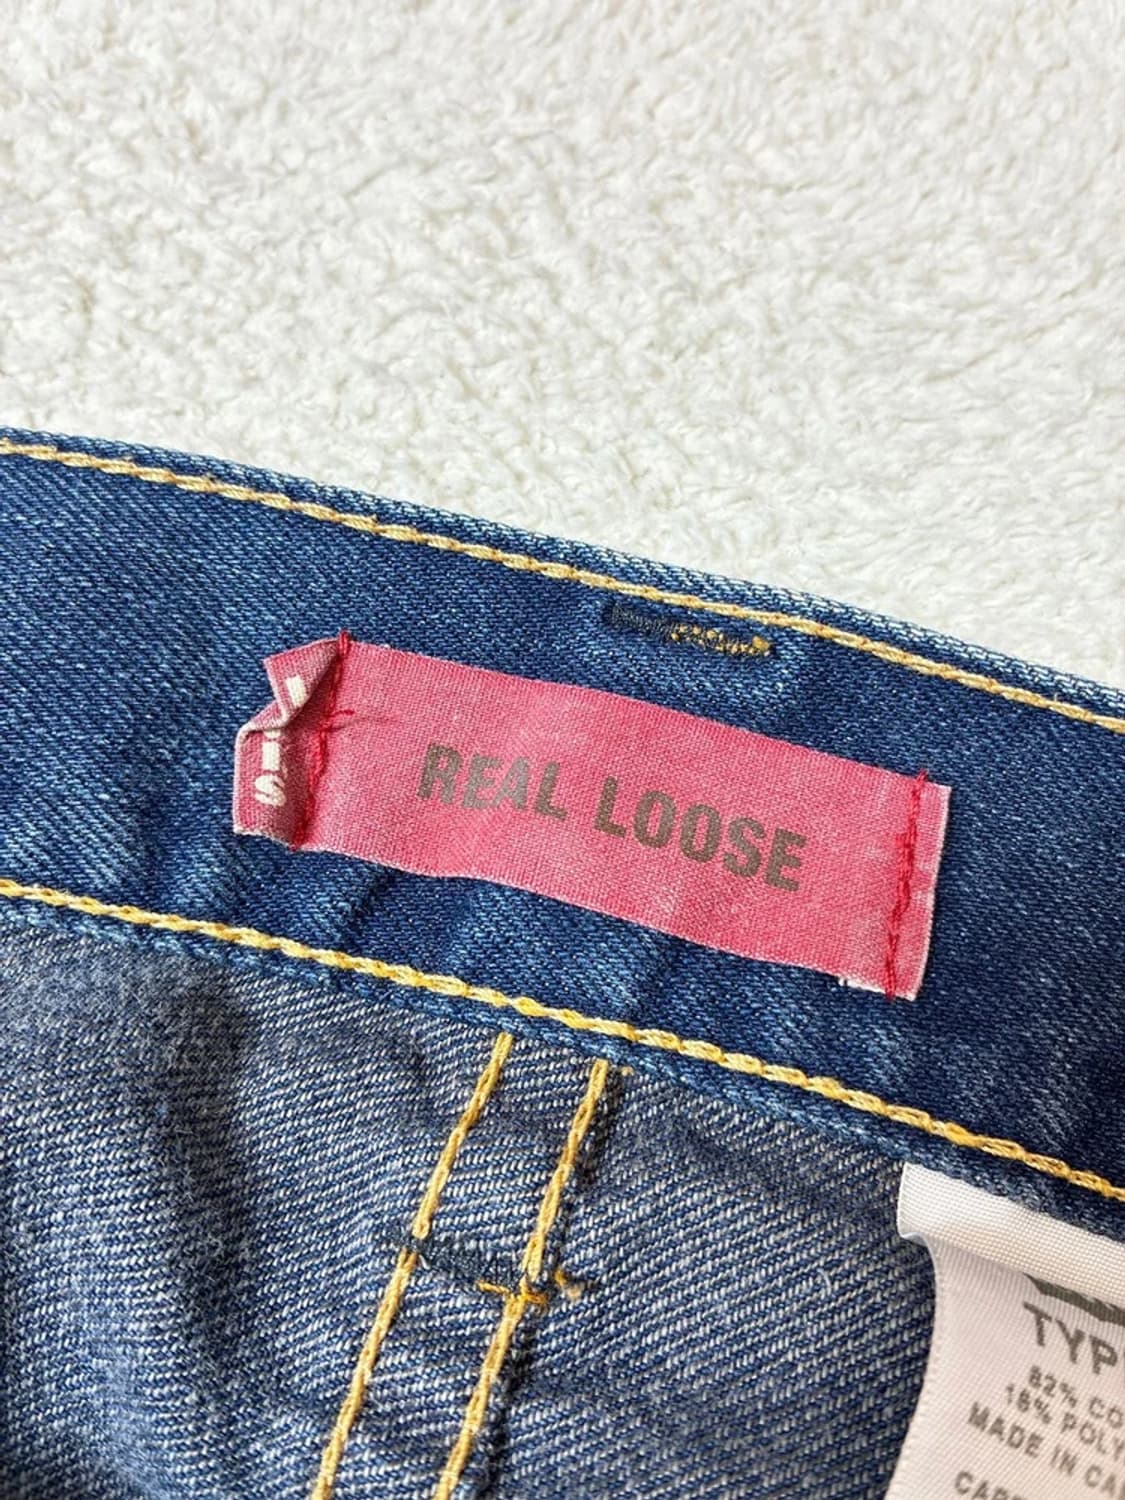 REAL LOOSE
TYP
82% CO
18% POLY
MADE IN CA